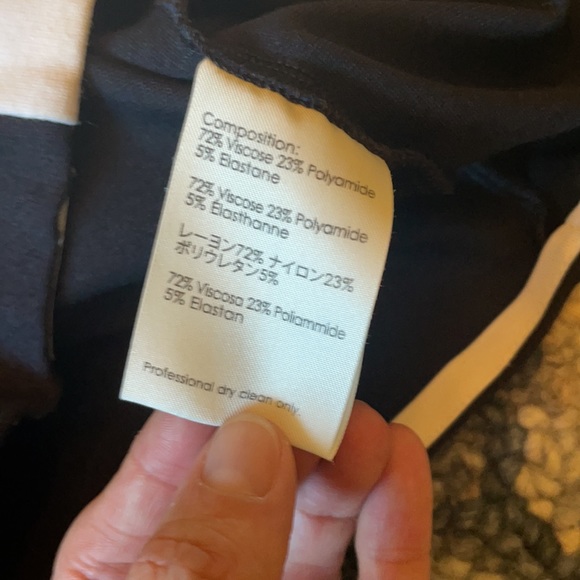 Composition:
72% Viscose 23% Polyamide
5% Elastane
72% Viscose 23% Polyamide
5% Élasthanne
レーヨン72% ナイロン23%
ポリウレタン5%
72% Viscosa 23% Poliammide
5% Elastan
Professional dry clean only.